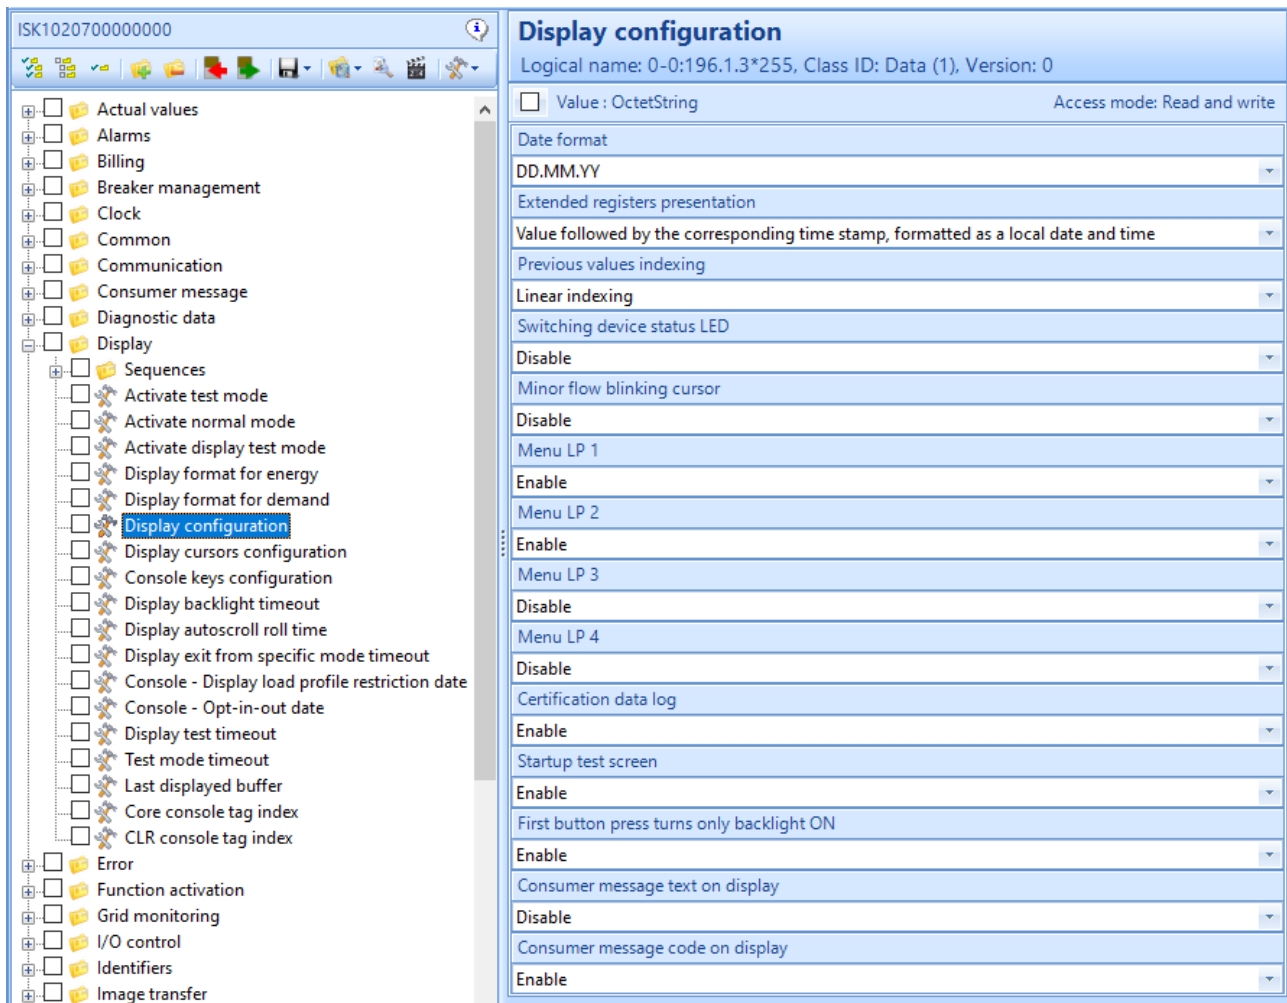 ISK1020700000000
Actual values
Alarms
Billing
Breaker management
Clock
Common
Communication
Consumer message
Diagnostic data
Display
Sequences
Activate test mode
Activate normal mode
Activate display test mode
Display format for energy
Display format for demand
Display configuration
Display cursors configuration
Console keys configuration
Display backlight timeout
Display autoscroll roll time
Display exit from specific mode timeout
Console - Display load profile restriction date
Console - Opt-in-out date
Display test timeout
Test mode timeout
Last displayed buffer
Core console tag index
CLR console tag index
Error
Function activation
Grid monitoring
I/O control
Identifiers
Image transfer
Display configuration
Logical name: 0-0:196.1.3*255, Class ID: Data (1), Version: 0
Value : OctetString Access mode: Read and write
Date format
DD.MM.YY
Extended registers presentation
Value followed by the corresponding time stamp, formatted as a local date and time
Previous values indexing
Linear indexing
Switching device status LED
Disable
Minor flow blinking cursor
Disable
Menu LP 1
Enable
Menu LP 2
Enable
Menu LP 3
Disable
Menu LP 4
Disable
Certification data log
Enable
Startup test screen
Enable
First button press turns only backlight ON
Enable
Consumer message text on display
Disable
Consumer message code on display
Enable